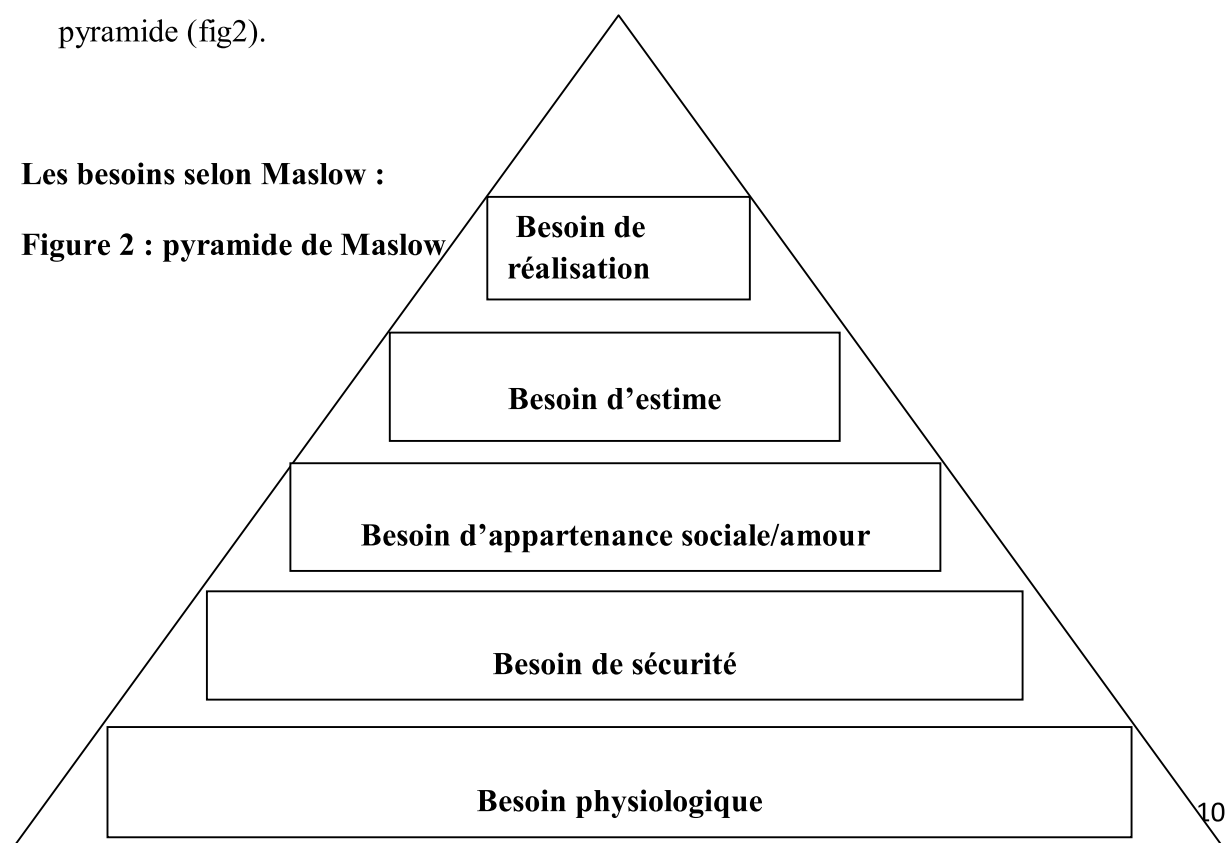 pyramide (fig2).
Les besoins selon Maslow :
Figure 2 : pyramide de Maslow
Besoin de
réalisation
Besoin d’estime
Besoin d’appartenance sociale/amour
Besoin de sécurité
Besoin physiologique
10